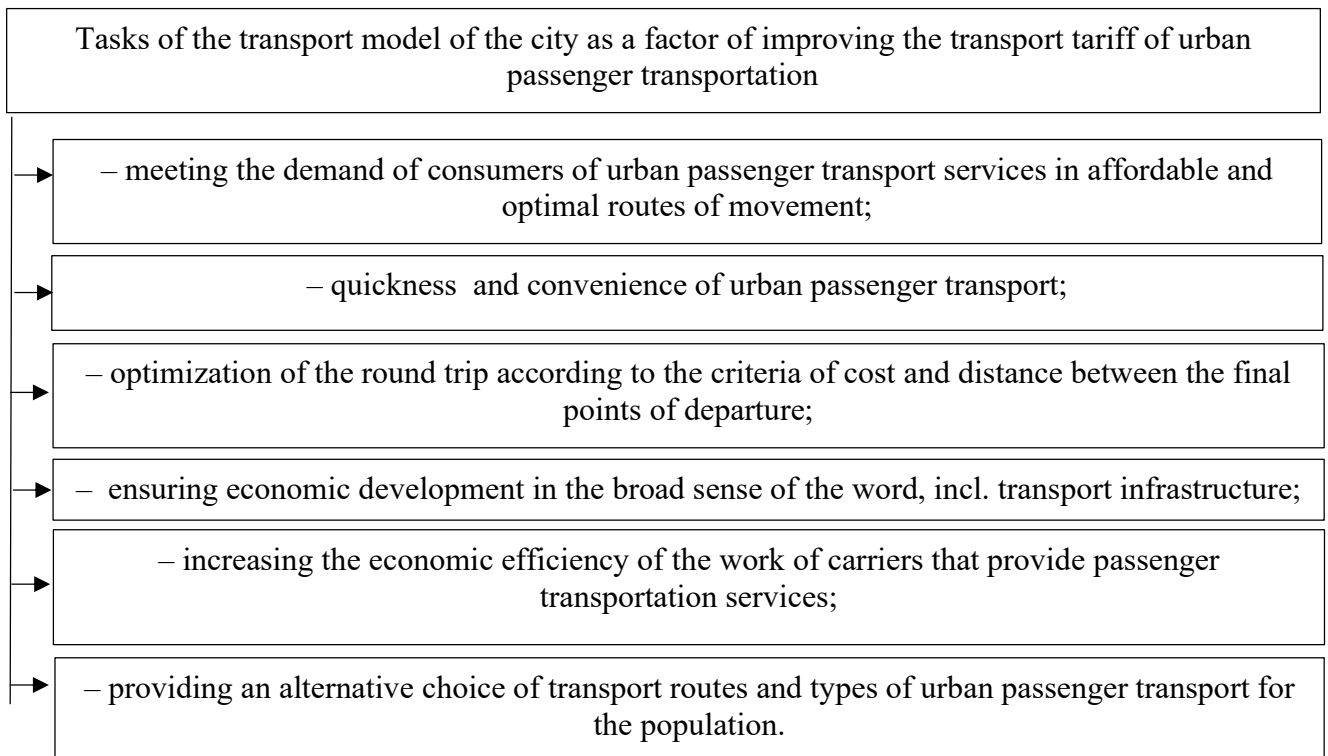 Tasks of the transport model of the city as a factor of improving the transport tariff of urban
passenger transportation
– meeting the demand of consumers of urban passenger transport services in affordable and
optimal routes of movement;
– quickness  and convenience of urban passenger transport;
– optimization of the round trip according to the criteria of cost and distance between the final
points of departure;
– ensuring economic development in the broad sense of the word, incl. transport infrastructure;
– increasing the economic efficiency of the work of carriers that provide passenger
transportation services;
– providing an alternative choice of transport routes and types of urban passenger transport for
the population.